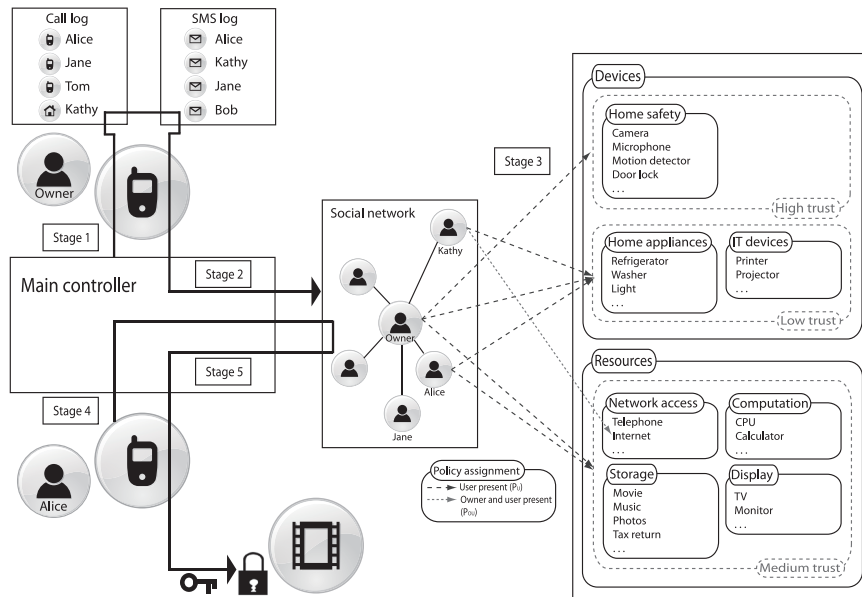 Call log
Alice
Jane
Tom
Kathy
SMS log
Alice
Kathy
Jane
Bob
Owner
Stage 1
Main controller
Stage 2
Stage 5
Stage 4
Alice
Social network
Kathy
Owner
Alice
Jane
Stage 3
Policy assignment
User present (PU)
Owner and user present
(POU)
Devices
Home safety
Camera
Microphone
Motion detector
Door lock
...
High trust
Home appliances
Refrigerator
Washer
Light
...
IT devices
Printer
Projector
...
Low trust
Resources
Network access
Telephone
Internet
...
Computation
CPU
Calculator
...
Storage
Movie
Music
Photos
Tax return
...
Display
TV
Monitor
...
Medium trust